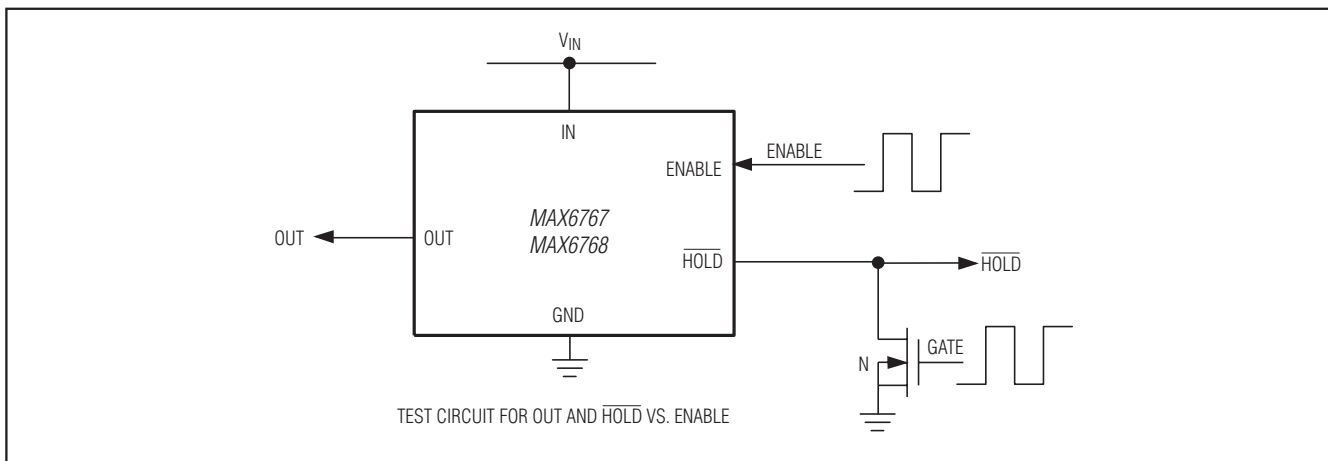 VIN
IN
ENABLE
ENABLE
MAX6767
MAX6768
OUT
OUT
HOLD
HOLD
GND
GATE
N
TEST CIRCUIT FOR OUT AND HOLD VS. ENABLE